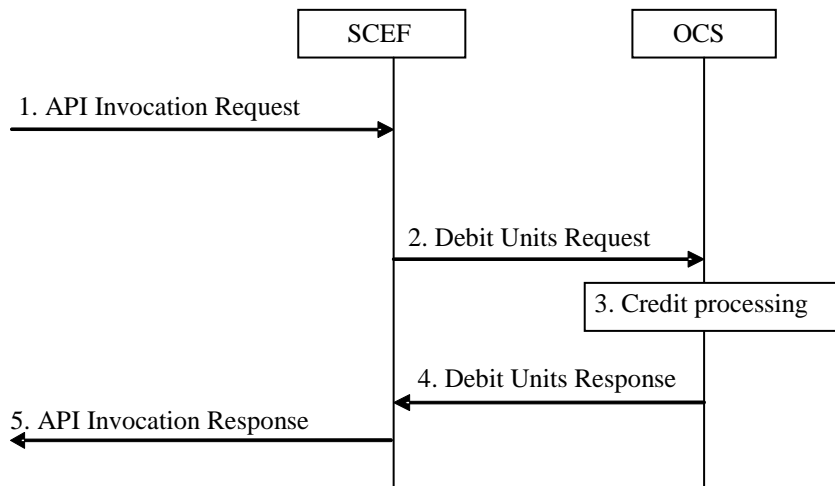 SCEF
OCS
1. API Invocation Request
2. Debit Units Request
3. Credit processing
4. Debit Units Response
5. API Invocation Response